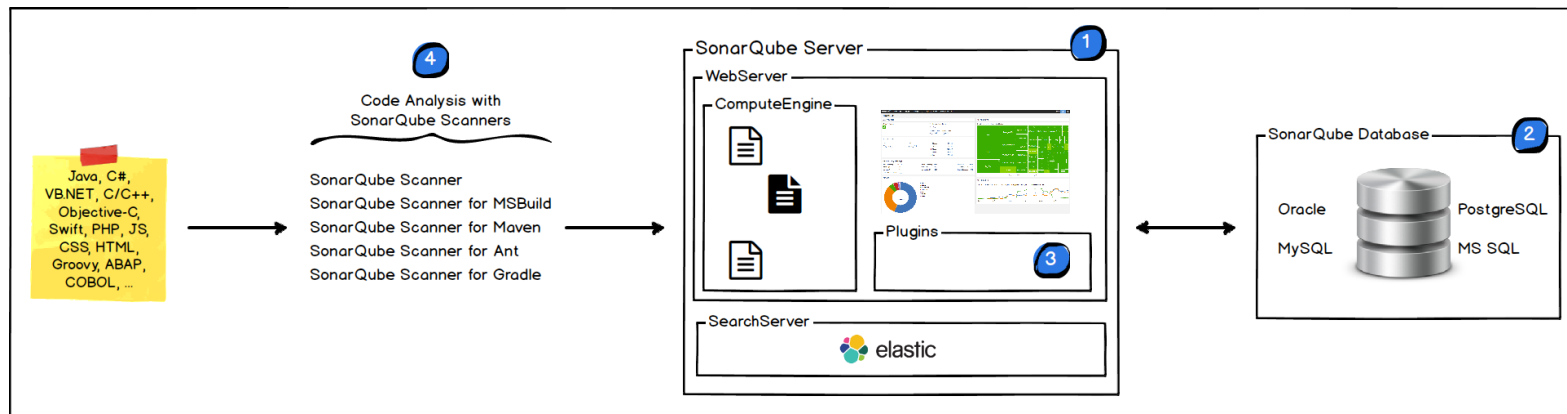 Java, C#,
VB.NET, C/C++,
Objective-C,
Swift, PHP, JS,
CSS, HTML,
Groovy, ABAP,
COBOL, ...
4
Code Analysis with
SonarQube Scanners
SonarQube Scanner
SonarQube Scanner for MSBuild
SonarQube Scanner for Maven
SonarQube Scanner for Ant
SonarQube Scanner for Gradle
1
SonarQube Server
WebServer
ComputeEngine
Plugins
3
SearchServer
elastic
2
SonarQube Database
Oracle
PostgreSQL
MySQL
MS SQL